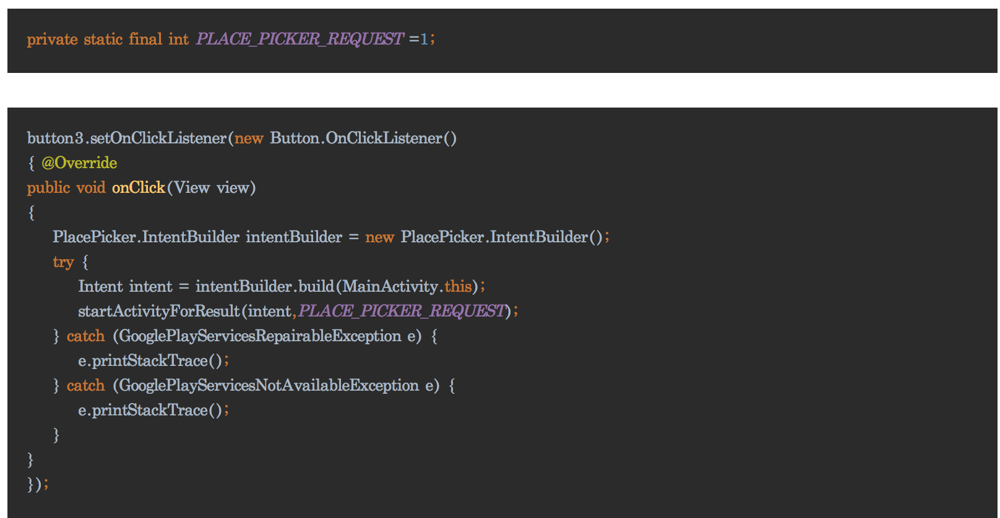 private static final int PLACE_PICKER_REQUEST =1;
button3.setOnClickListener(new Button.OnClickListener()
{ @Override
public void onClick(View view)
{
PlacePicker.IntentBuilder intentBuilder = new PlacePicker.IntentBuilder();
try {
Intent intent = intentBuilder.build(MainActivity.this);
startActivityForResult(intent,PLACE_PICKER_REQUEST);
} catch (GooglePlayServicesRepairableException e) {
e.printStackTrace();
} catch (GooglePlayServicesNotAvailableException e) {
e.printStackTrace();
}
}
});